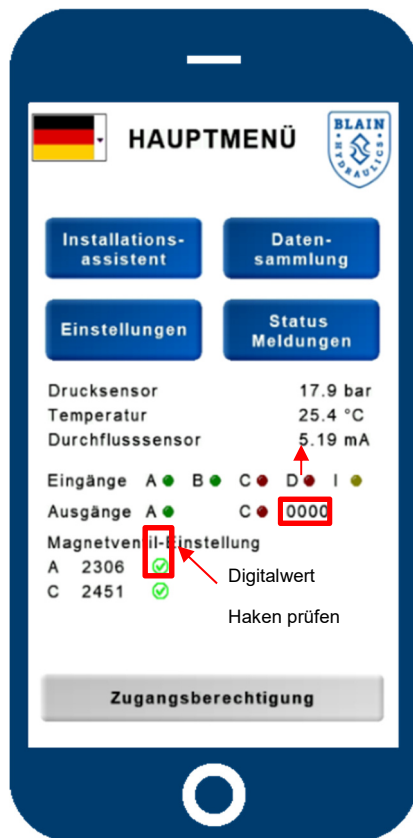 HAUPTMENÜ
BLAIN
HYDRAULICS
Installations-
assistent
Daten-
sammlung
Einstellungen
Status
Meldungen
Drucksensor 17.9 bar
Temperatur 25.4 °C
Durchflusssensor 5.19 mA
Eingänge A B C D I
Ausgänge A C 0000
Magnetventil-Einstellung
A 2306
Digitalwert
C 2451
Haken prüfen
Zugangsberechtigung